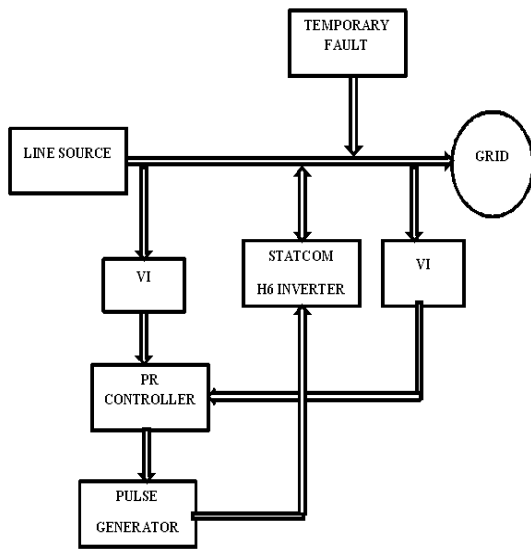 TEMPORARY
FAULT
LINE SOURCE
GRID
VI
STATCOM
H6 INVERTER
VI
PR
CONTROLLER
PULSE
GENERATOR